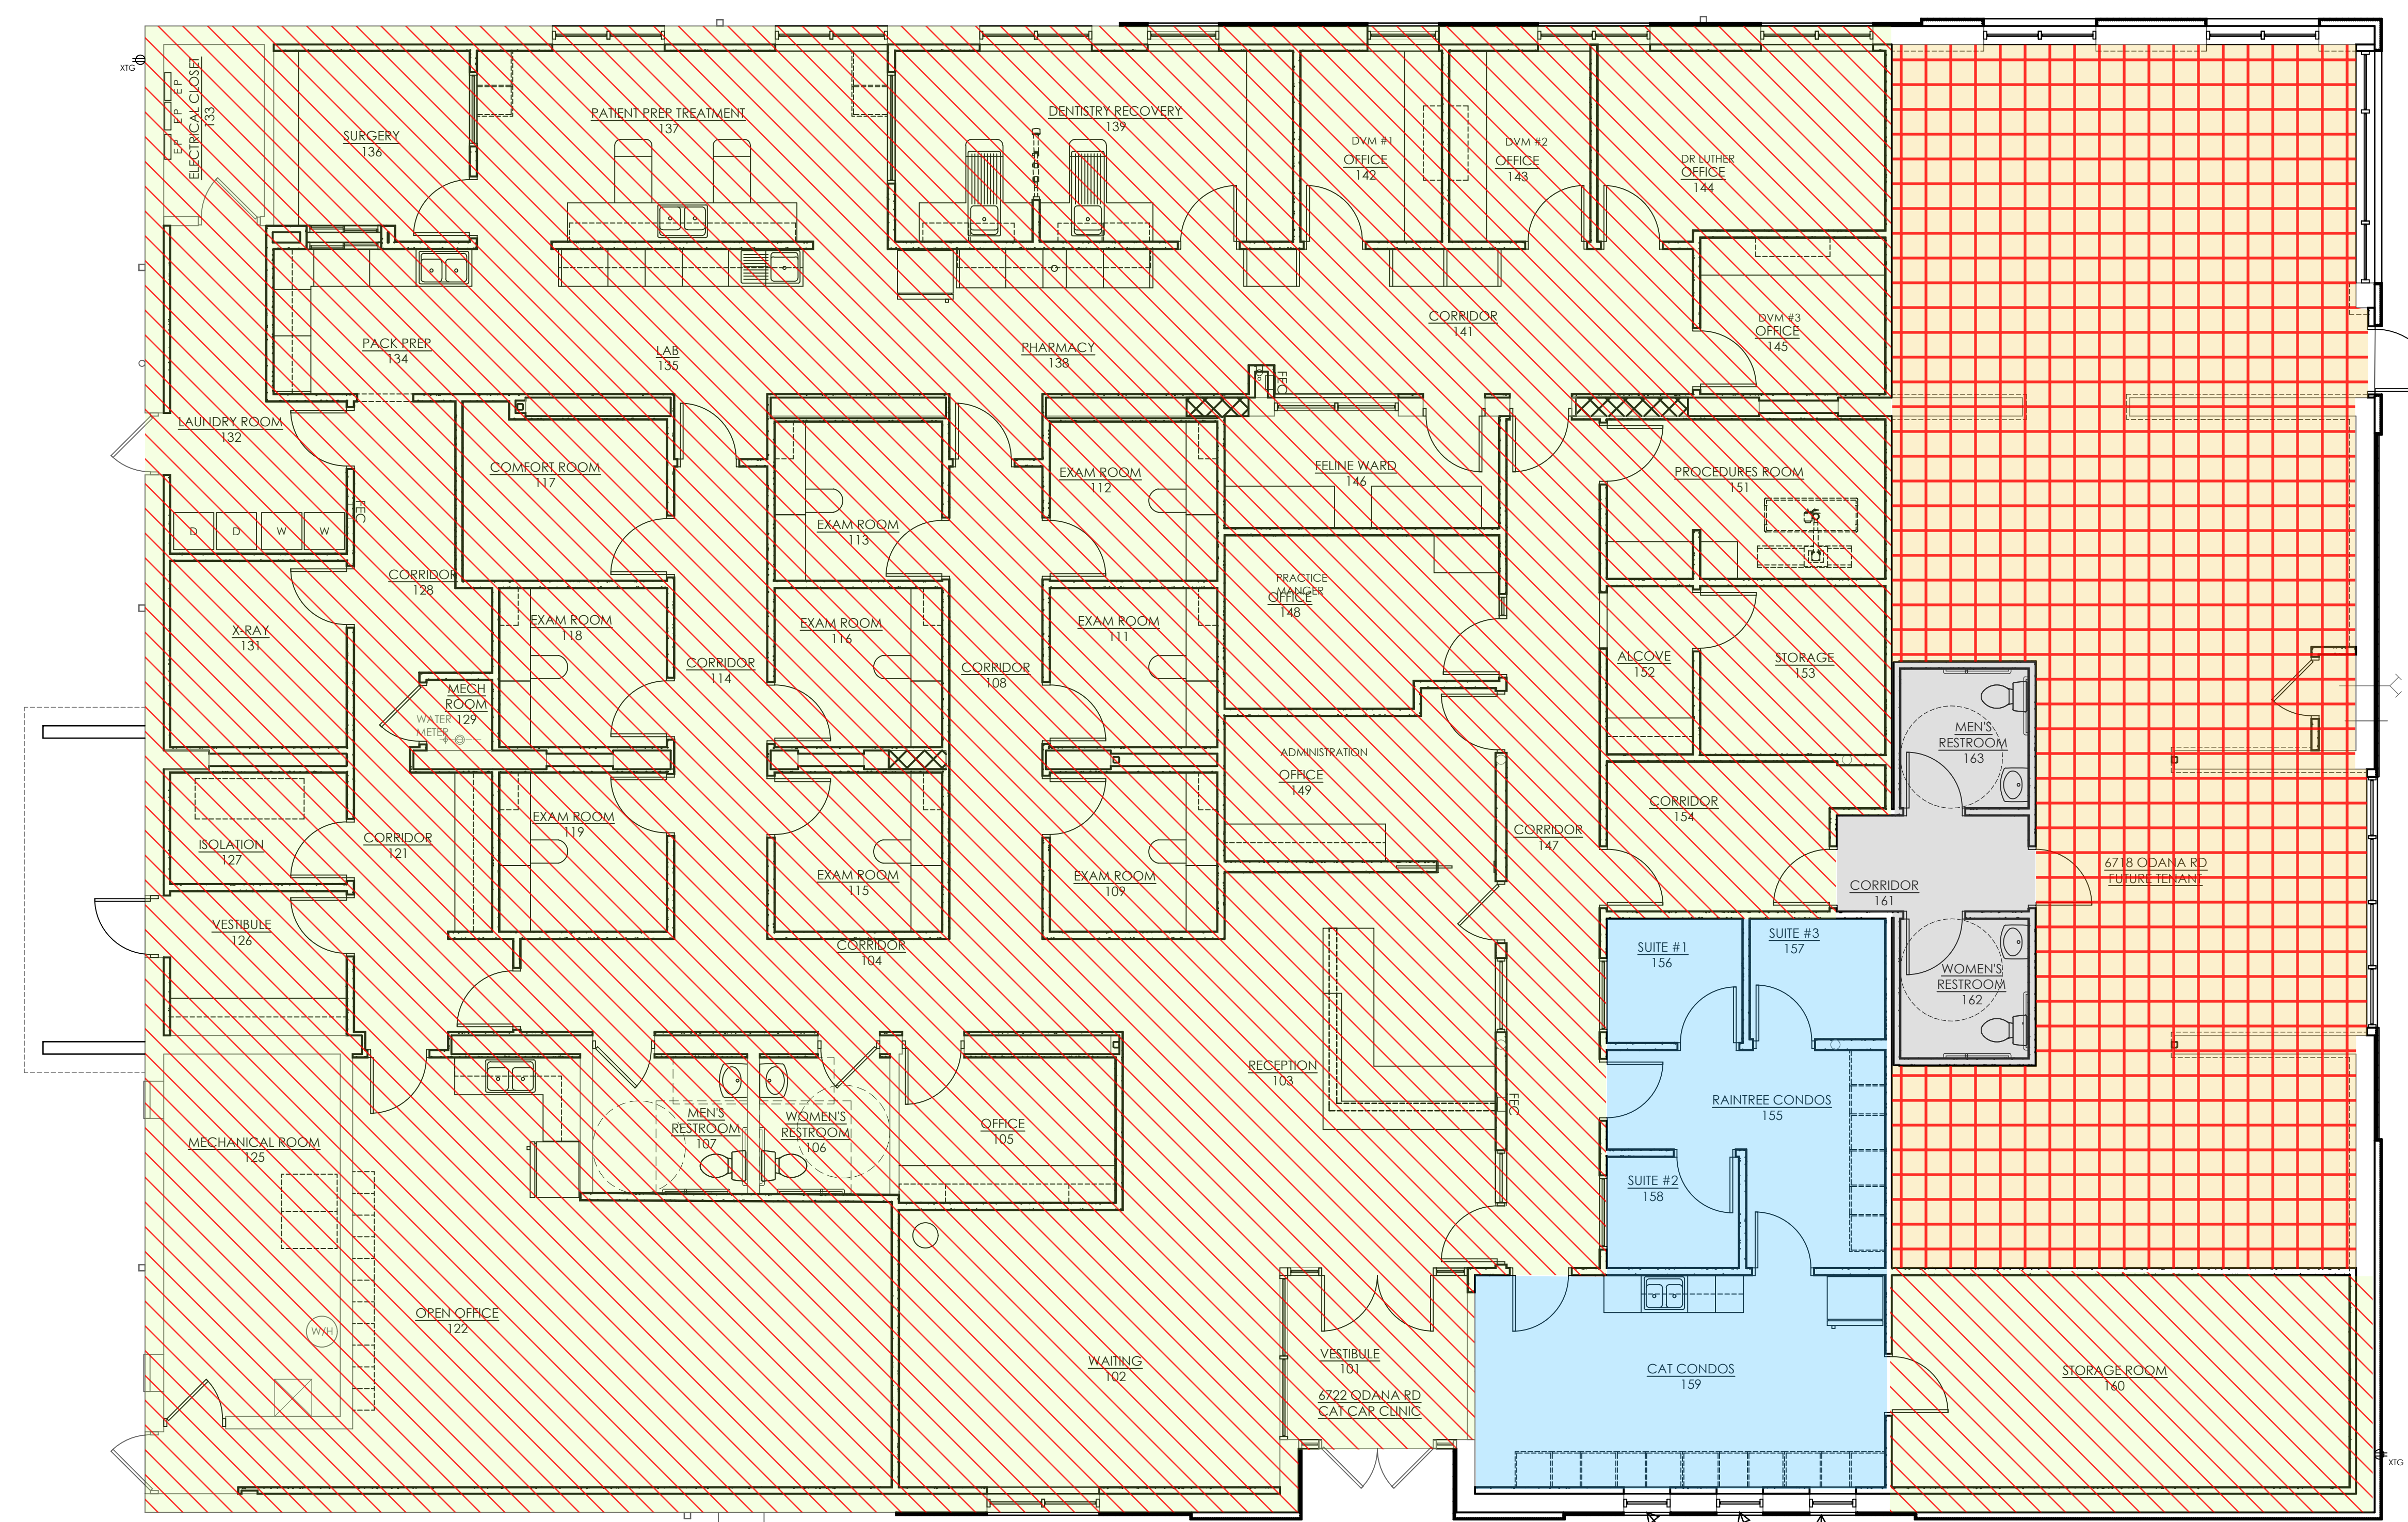 XTG
E P
E P
E P
ELECTRICAL CLOSET
133
SURGERY
136
PATIENT PREP TREATMENT
137
DENTISTRY RECOVERY
139
DVM #1
OFFICE
142
DVM #2
OFFICE
143
DR LUTHER
OFFICE
144
PACK PREP
134
LAB
135
PHARMACY
138
CORRIDOR
141
DVM #3
OFFICE
145
FEC
LAUNDRY ROOM
132
COMFORT ROOM
117
EXAM ROOM
113
EXAM ROOM
112
FELINE WARD
146
PROCEDURES ROOM
151
D
D
W
W
FEC
CORRIDOR
128
X-RAY
131
EXAM ROOM
118
CORRIDOR
114
EXAM ROOM
116
CORRIDOR
108
EXAM ROOM
111
PRACTICE
MANGER
OFFICE
148
ALCOVE
152
STORAGE
153
MECH
ROOM
129
WATER
METER
MEN'S
RESTROOM
163
ADMINISTRATION
OFFICE
149
CORRIDOR
154
ISOLATION
127
CORRIDOR
121
EXAM ROOM
119
EXAM ROOM
115
EXAM ROOM
109
CORRIDOR
147
CORRIDOR
161
6718 ODANA RD
FUTURE TENANT
VESTIBULE
126
CORRIDOR
104
SUITE #1
156
SUITE #3
157
WOMEN'S
RESTROOM
162
RECEPTION
103
FEC
RAINTREE CONDOS
155
MECHANICAL ROOM
125
MEN'S
RESTROOM
107
WOMEN'S
RESTROOM
106
OFFICE
105
SUITE #2
158
OPEN OFFICE
122
W/H
WAITING
102
VESTIBULE
101
6722 ODANA RD
CAT CAR CLINIC
CAT CONDOS
159
STORAGE ROOM
160
XTG